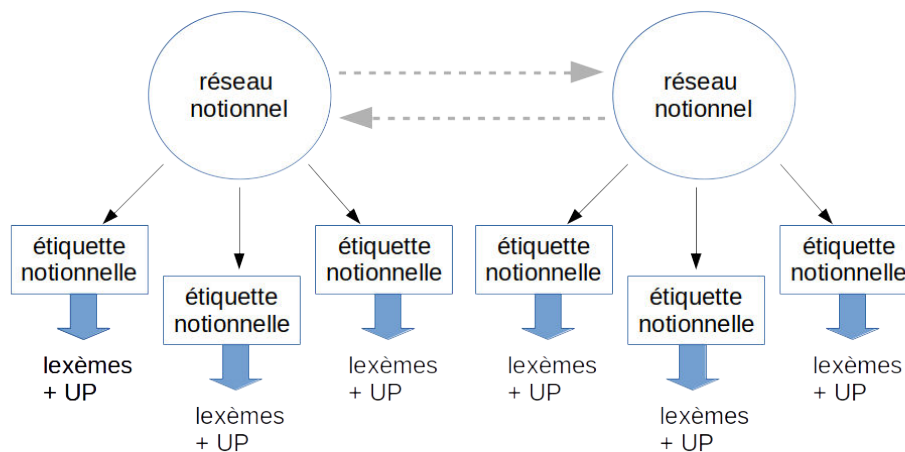 réseau
notionnel
réseau
notionnel
étiquette
notionnelle
étiquette
notionnelle
étiquette
notionnelle
étiquette
notionnelle
étiquette
notionnelle
étiquette
notionnelle
lexèmes
+ UP
lexèmes
+ UP
lexèmes
+ UP
lexèmes
+ UP
lexèmes
+ UP
lexèmes
+ UP